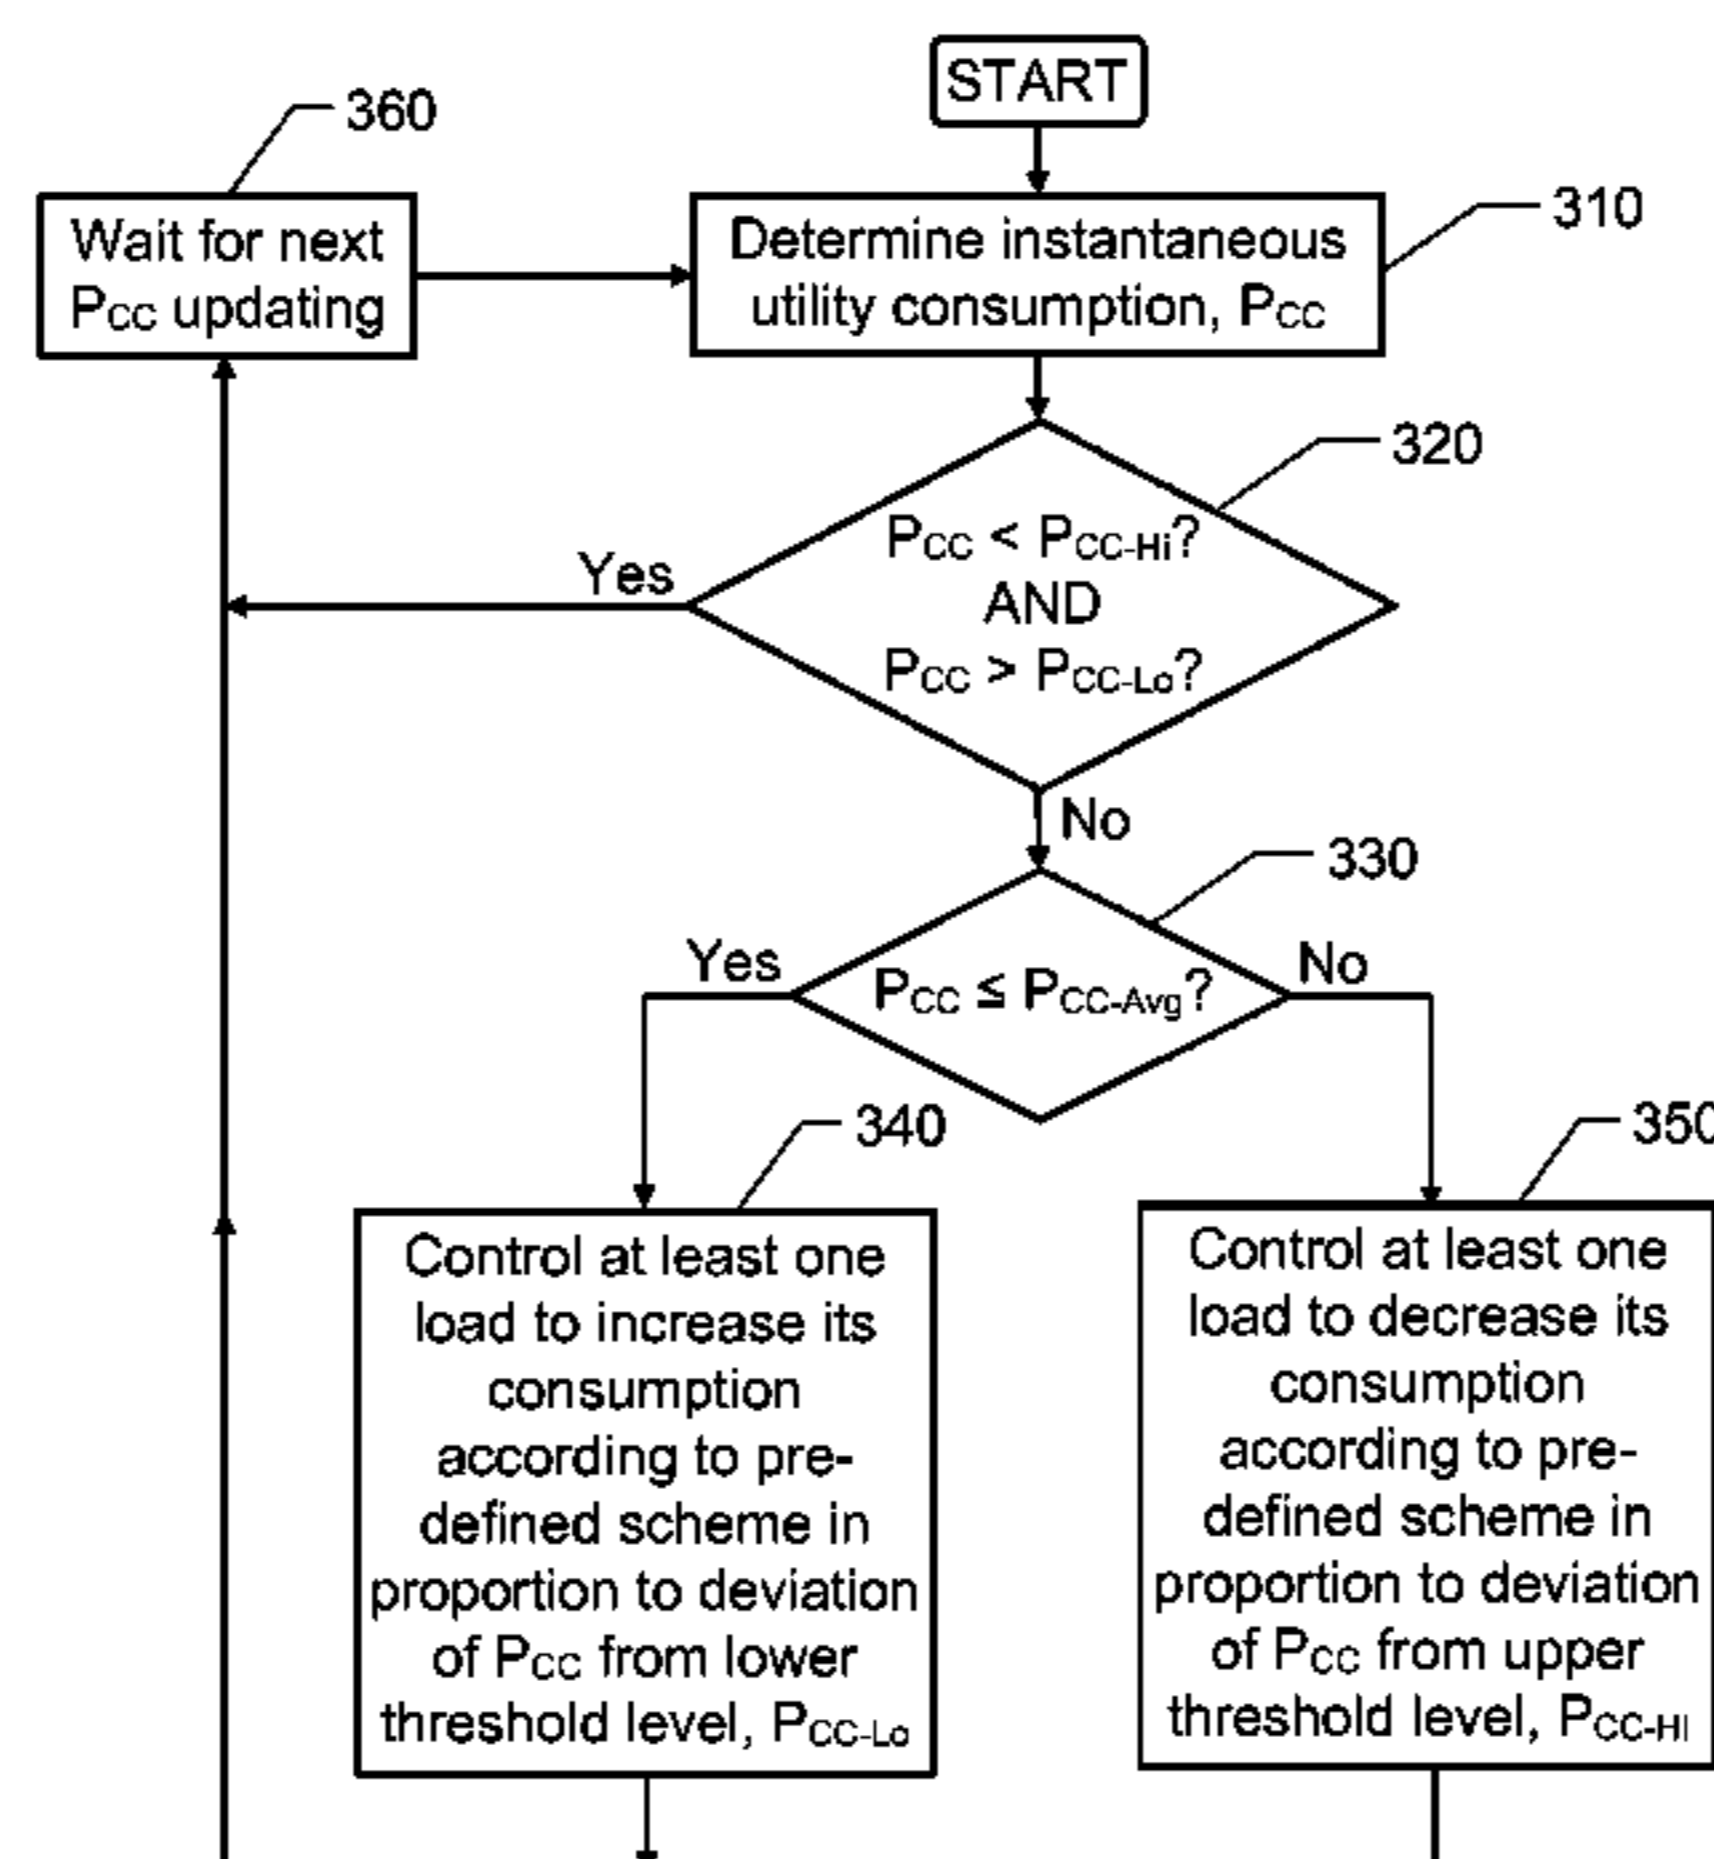 START
360
Wait for next
PCC updating
310
Determine instantaneous
utility consumption, PCC
320
PCC < PCC-Hi?
AND
PCC > PCC-Lo?
Yes
No
330
PCC ≤ PCC-Avg?
Yes
No
340
Control at least one
load to increase its
consumption
according to pre-
defined scheme in
proportion to deviation
of PCC from lower
threshold level, PCC-Lo
350
Control at least one
load to decrease its
consumption
according to pre-
defined scheme in
proportion to deviation
of PCC from upper
threshold level, PCC-HI